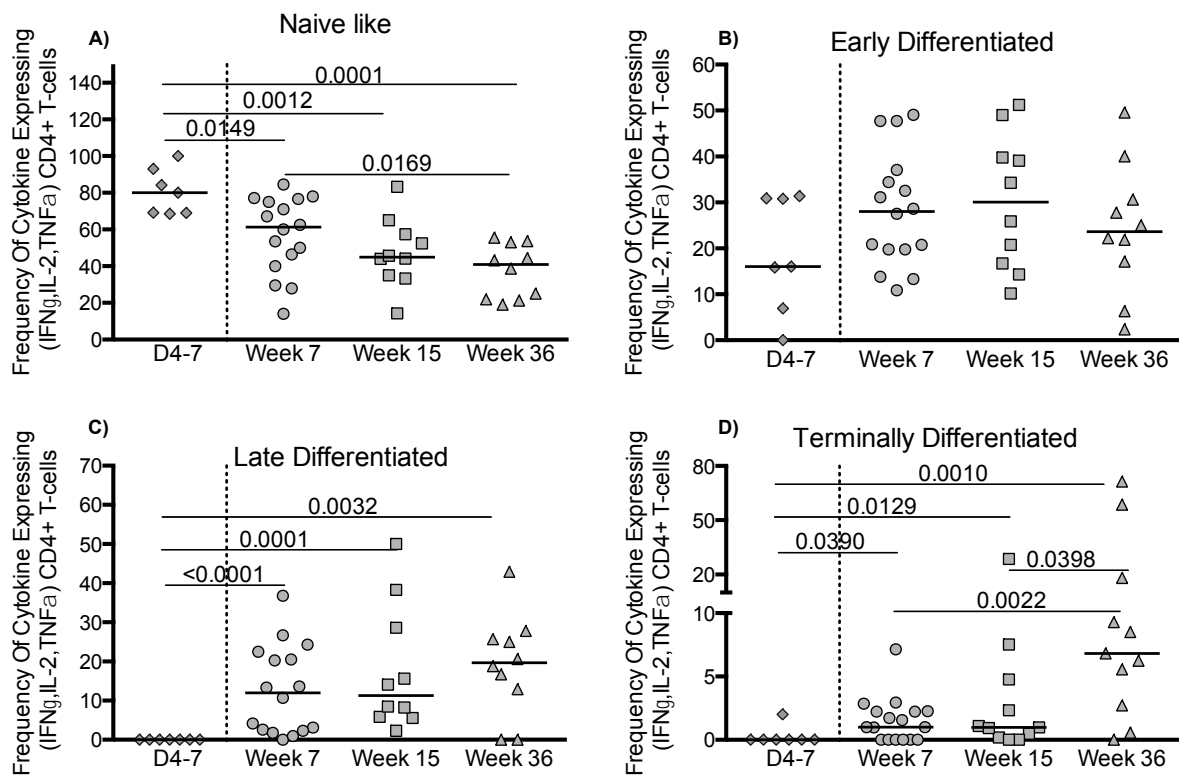 A)
Naive like
Frequency Of Cytokine Expressing
(IFNg,IL-2,TNFa) CD4+ T-cells
140
120
100
80
60
40
20
0
0.0001
0.0012
0.0149
0.0169
D4-7 Week 7 Week 15 Week 36
B)
Early Differentiated
Frequency Of Cytokine Expressing
(IFNg,IL-2,TNFa) CD4+ T-cells
60
50
40
30
20
10
0
D4-7 Week 7 Week 15 Week 36
C)
Late Differentiated
Frequency Of Cytokine Expressing
(IFNg,IL-2,TNFa) CD4+ T-cells
70
60
50
40
30
20
10
0
0.0032
0.0001
<0.0001
D4-7 Week 7 Week 15 Week 36
D)
Terminally Differentiated
Frequency Of Cytokine Expressing
(IFNg,IL-2,TNFa) CD4+ T-cells
80
50
20
10
5
0
0.0010
0.0129
0.0390
0.0398
0.0022
D4-7 Week 7 Week 15 Week 36